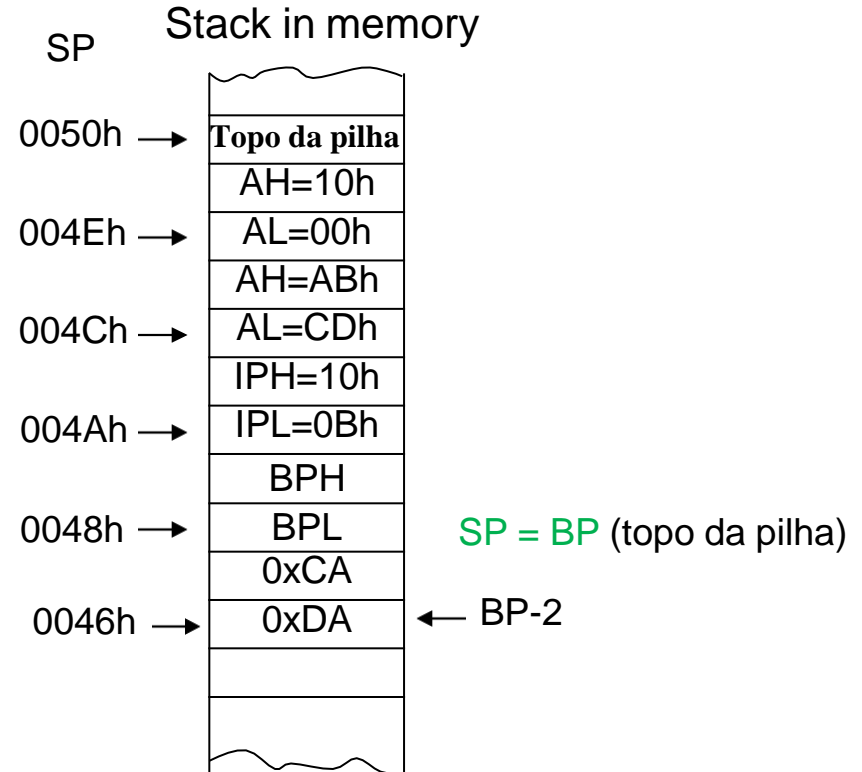 Stack in memory
SP
0050h
Topo da pilha
AH=10h
004Eh
AL=00h
AH=ABh
004Ch
AL=CDh
IPH=10h
004Ah
IPL=0Bh
BPH
0048h
BPL
SP = BP (topo da pilha)
0xCA
0046h
0xDA
BP-2